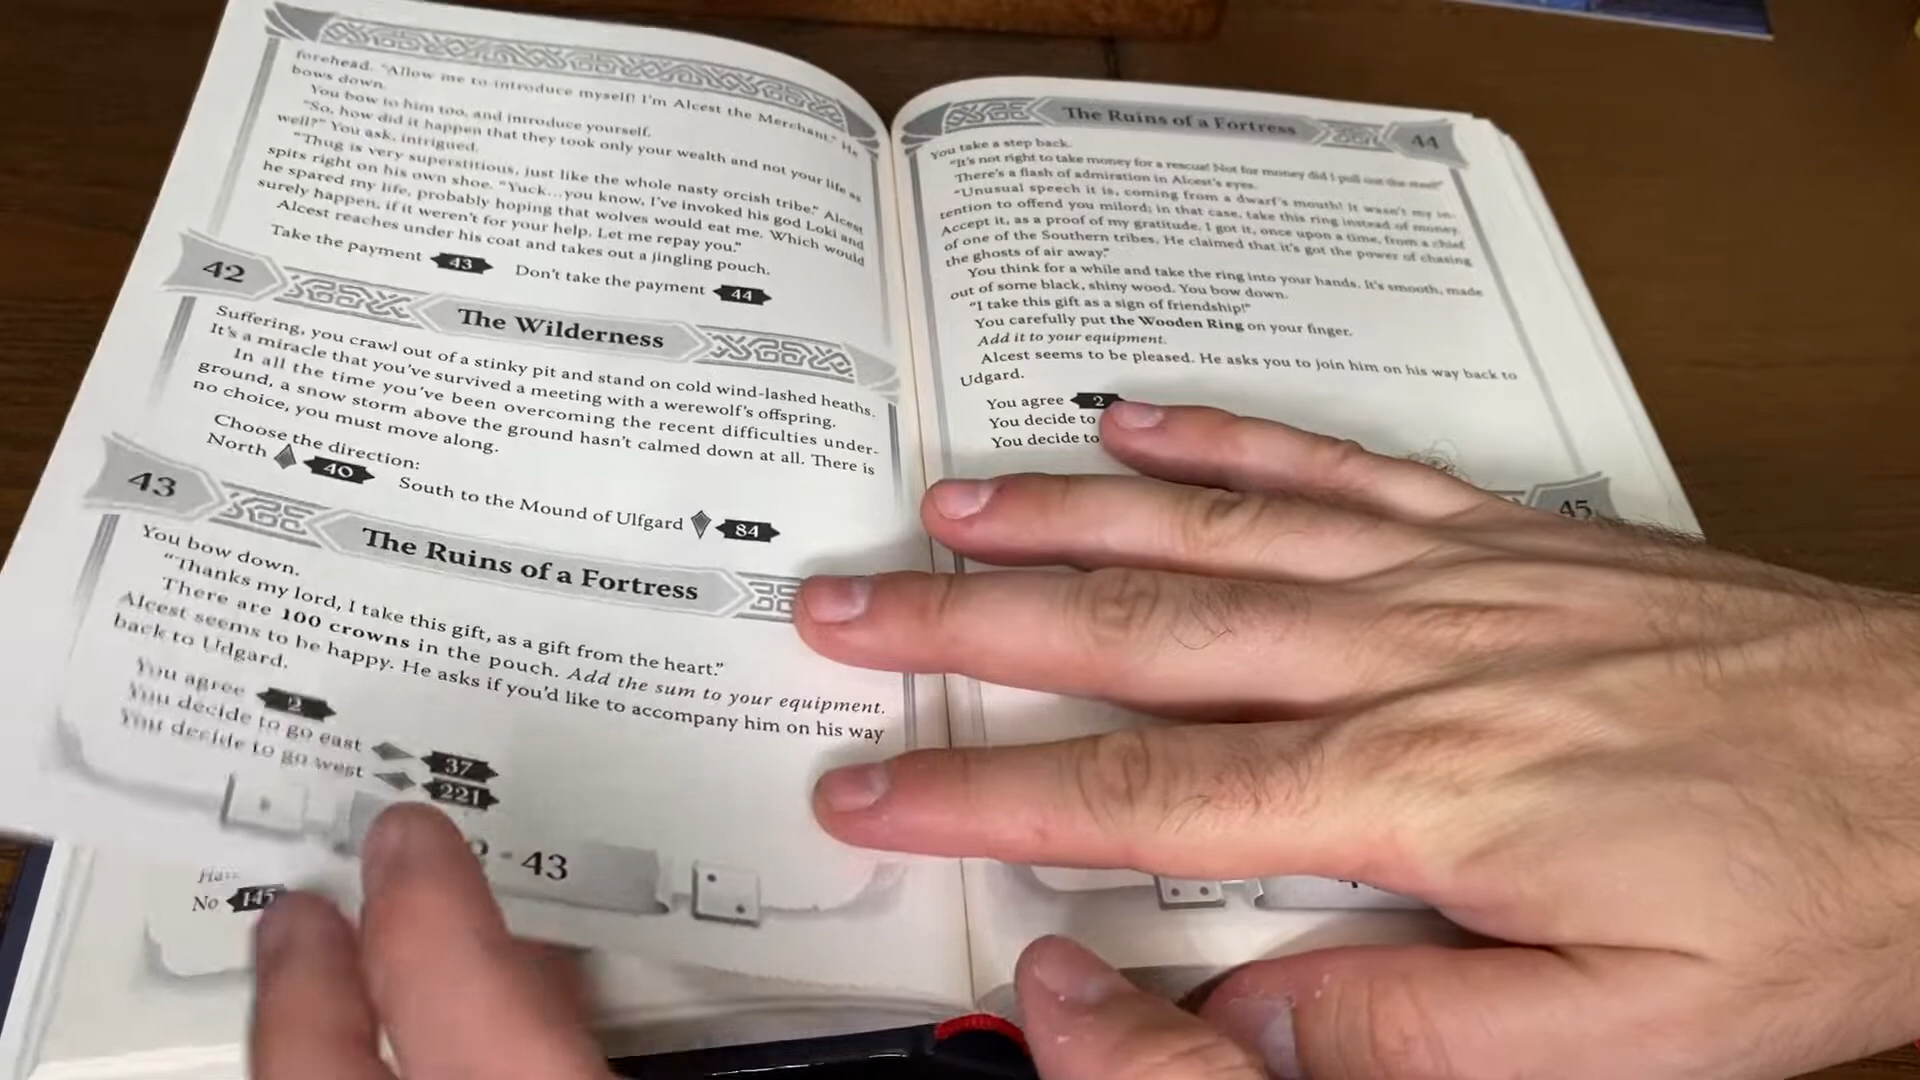 forehead. "Allow me to introduce myself! I'm Alcest the Merchant." He
bows down.
You bow to him too, and introduce yourself.
"So, how did it happen that they took only your wealth and not your life as
well?" You ask, intrigued.
"Thug is very superstitious, just like the whole nasty orcish tribe." Alcest
spits right on his own shoe. "Yuck...you know, I've invoked his god Loki and
he spared my life, probably hoping that wolves would eat me. Which would
surely happen, if it weren't for your help. Let me repay you."
Alcest reaches under his coat and takes out a jingling pouch.
Take the payment 43 Don't take the payment 44
42 The Wilderness
Suffering, you crawl out of a stinky pit and stand on cold wind-lashed heaths.
It's a miracle that you've survived a meeting with a werewolf's offspring.
In all the time you've been overcoming the recent difficulties under-
ground, a snow storm above the ground hasn't calmed down at all. There is
no choice, you must move along.
Choose the direction:
North 40 South to the Mound of Ulfgard 84
43 The Ruins of a Fortress
You bow down.
"Thanks my lord, I take this gift, as a gift from the heart."
There are 100 crowns in the pouch. Add the sum to your equipment.
Alcest seems to be happy. He asks if you'd like to accompany him on his way
back to Udgard.
You agree 2
You decide to go east 37
You decide to go west 221
- 43
No 145
The Ruins of a Fortress 44
You take a step back.
"It's not right to take money for a rescue! Not for money did I pull out the steel!"
There's a flash of admiration in Alcest's eyes.
"Unusual speech it is, coming from a dwarf's mouth! It wasn't my in-
tention to offend you milord; in that case, take this ring instead of money.
Accept it, as a proof of my gratitude. I got it, once upon a time, from a chief
of one of the Southern tribes. He claimed that it's got the power of chasing
the ghosts of air away."
You think for a while and take the ring into your hands. It's smooth, made
out of some black, shiny wood. You bow down.
"I take this gift as a sign of friendship!"
You carefully put the Wooden Ring on your finger.
Add it to your equipment.
Alcest seems to be pleased. He asks you to join him on his way back to
Udgard.
You agree 2
You decide to
You decide to
45